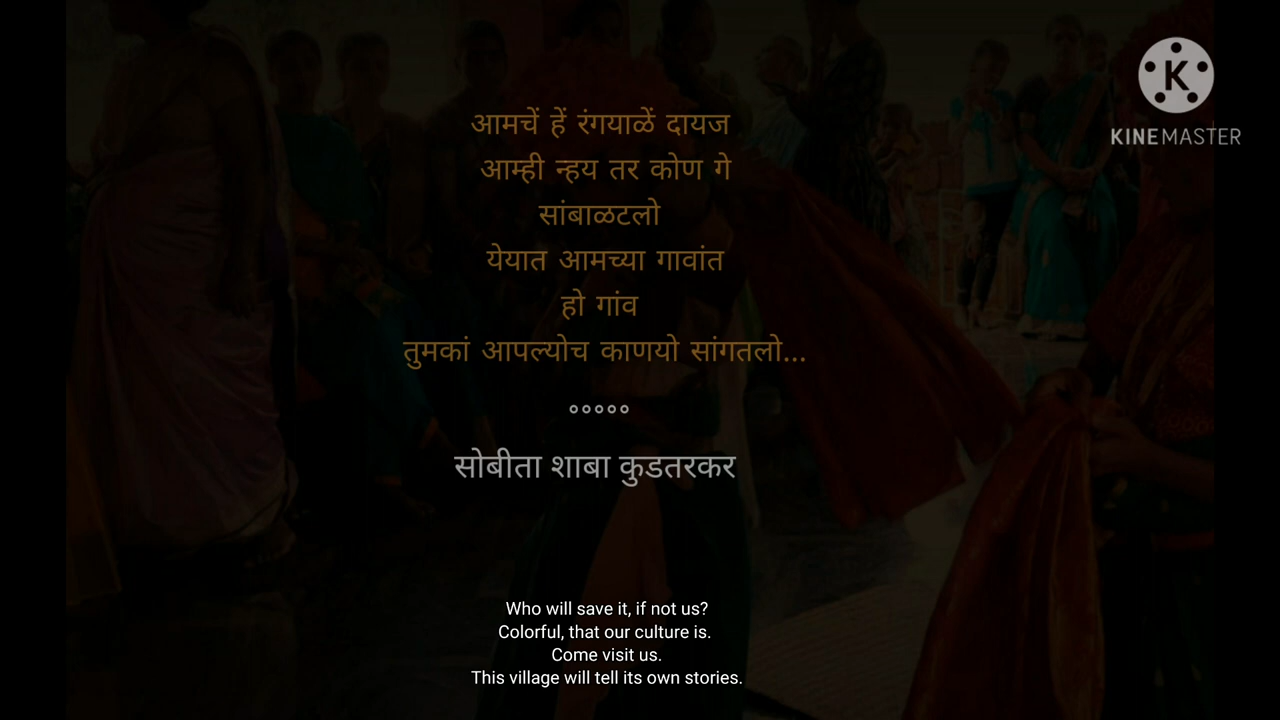 आमचें हें रंगयाळें दायज
आम्ही न्हय तर कोण गे
सांबाळटलो
येयात आमच्या गावांत
हो गांव
तुमकां आपल्योच काणयो सांगतलो...
०००००
सोबीता शाबा कुडतरकर
Who will save it, if not us?
Colorful, that our culture is.
Come visit us.
This village will tell its own stories.
K
KINEMASTER